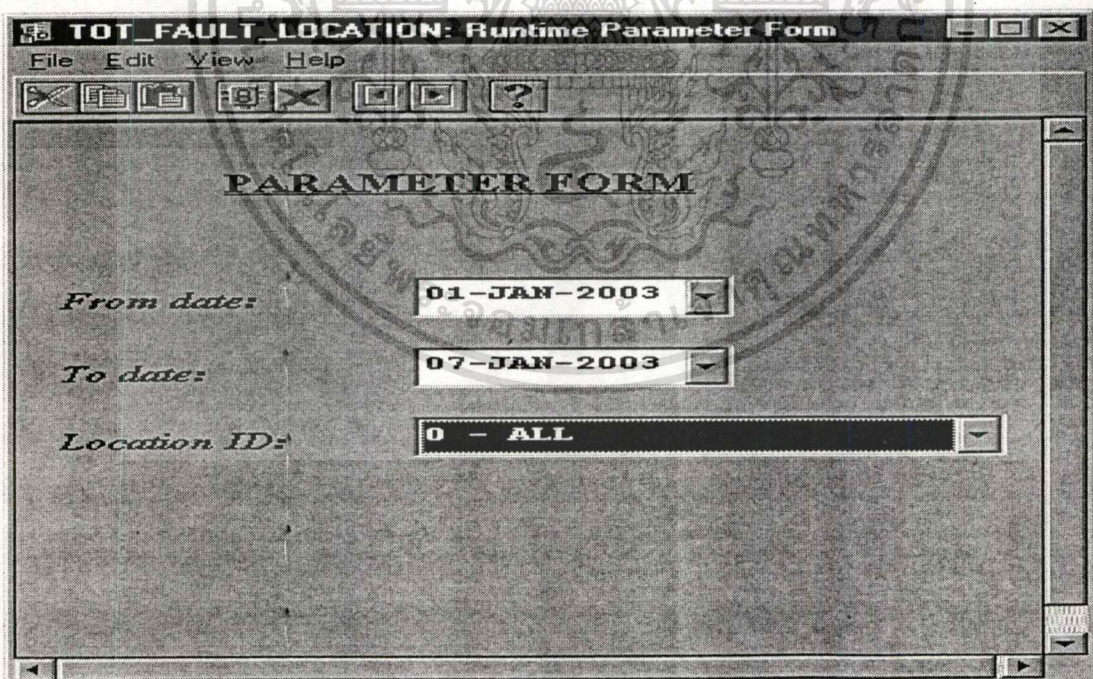 TOT_FAULT_LOCATION: Runtime Parameter Form
File Edit View Help
PARAMETER FORM
From date: 01-JAN-2003
To date: 07-JAN-2003
Location ID: 0 - ALL